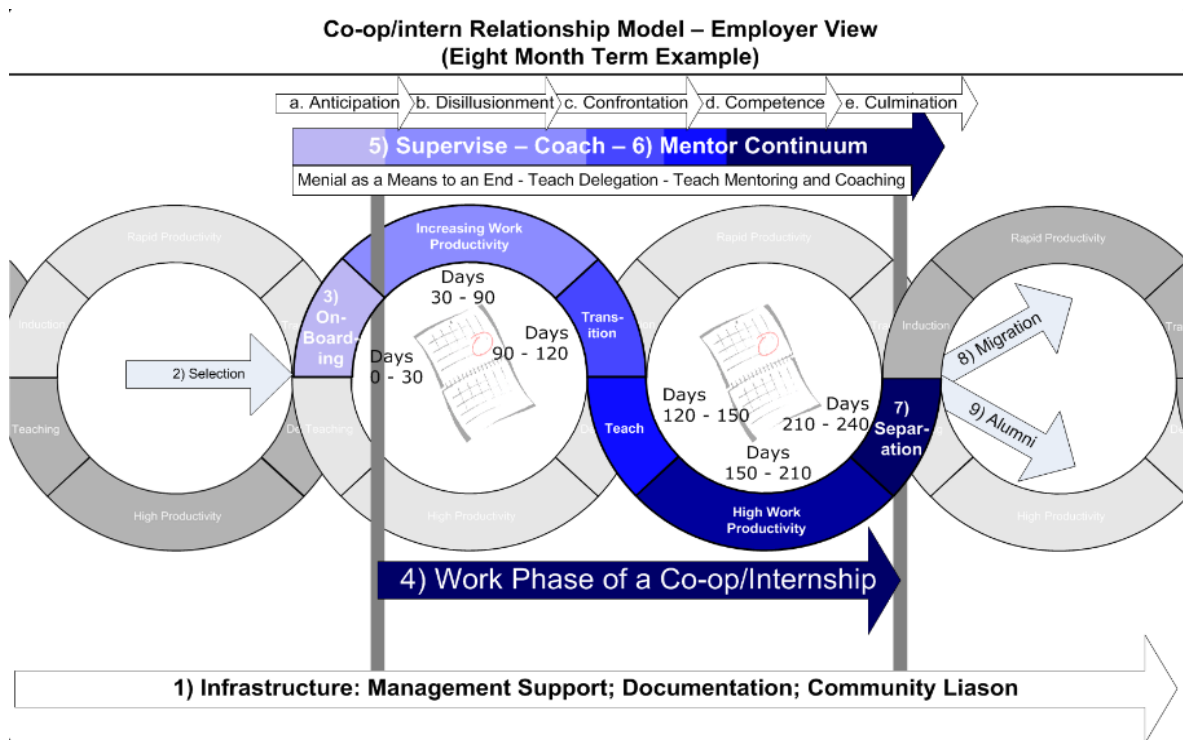 Co-op/intern Relationship Model – Employer View
(Eight Month Term Example)
a. Anticipation
b. Disillusionment
c. Confrontation
d. Competence
e. Culmination
5) Supervise – Coach – 6) Mentor Continuum
Menial as a Means to an End - Teach Delegation - Teach Mentoring and Coaching
Rapid Productivity
Increasing Work
Productivity
Rapid Productivity
Rapid Productivity
Induction
3)
On-
Board-
ing
Days
30 - 90
Days
90 - 120
Days
0 - 30
Trans-
ition
Induction
8) Migration
2) Selection
Teaching
Teaching
Teach
Days
120 - 150
Days
210 - 240
Days
150 - 210
7)
Separ-
ation
9) Alumni
High Productivity
High Productivity
High Work
Productivity
High Productivity
4) Work Phase of a Co-op/Internship
1) Infrastructure: Management Support; Documentation; Community Liason